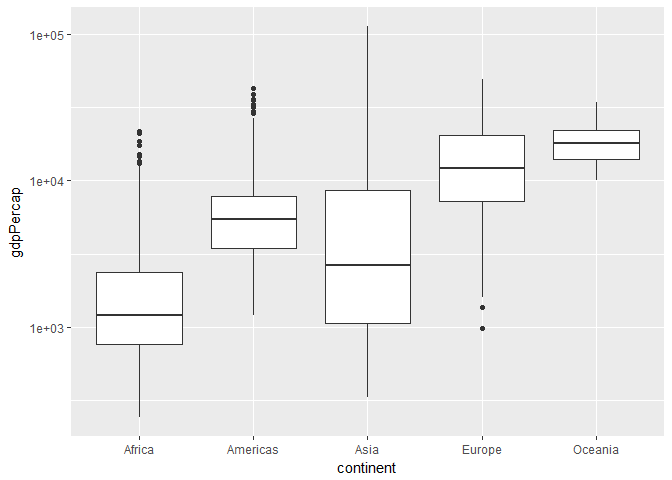 1e+05
1e+04
1e+03
gdpPercap
Africa Americas Asia Europe Oceania
continent